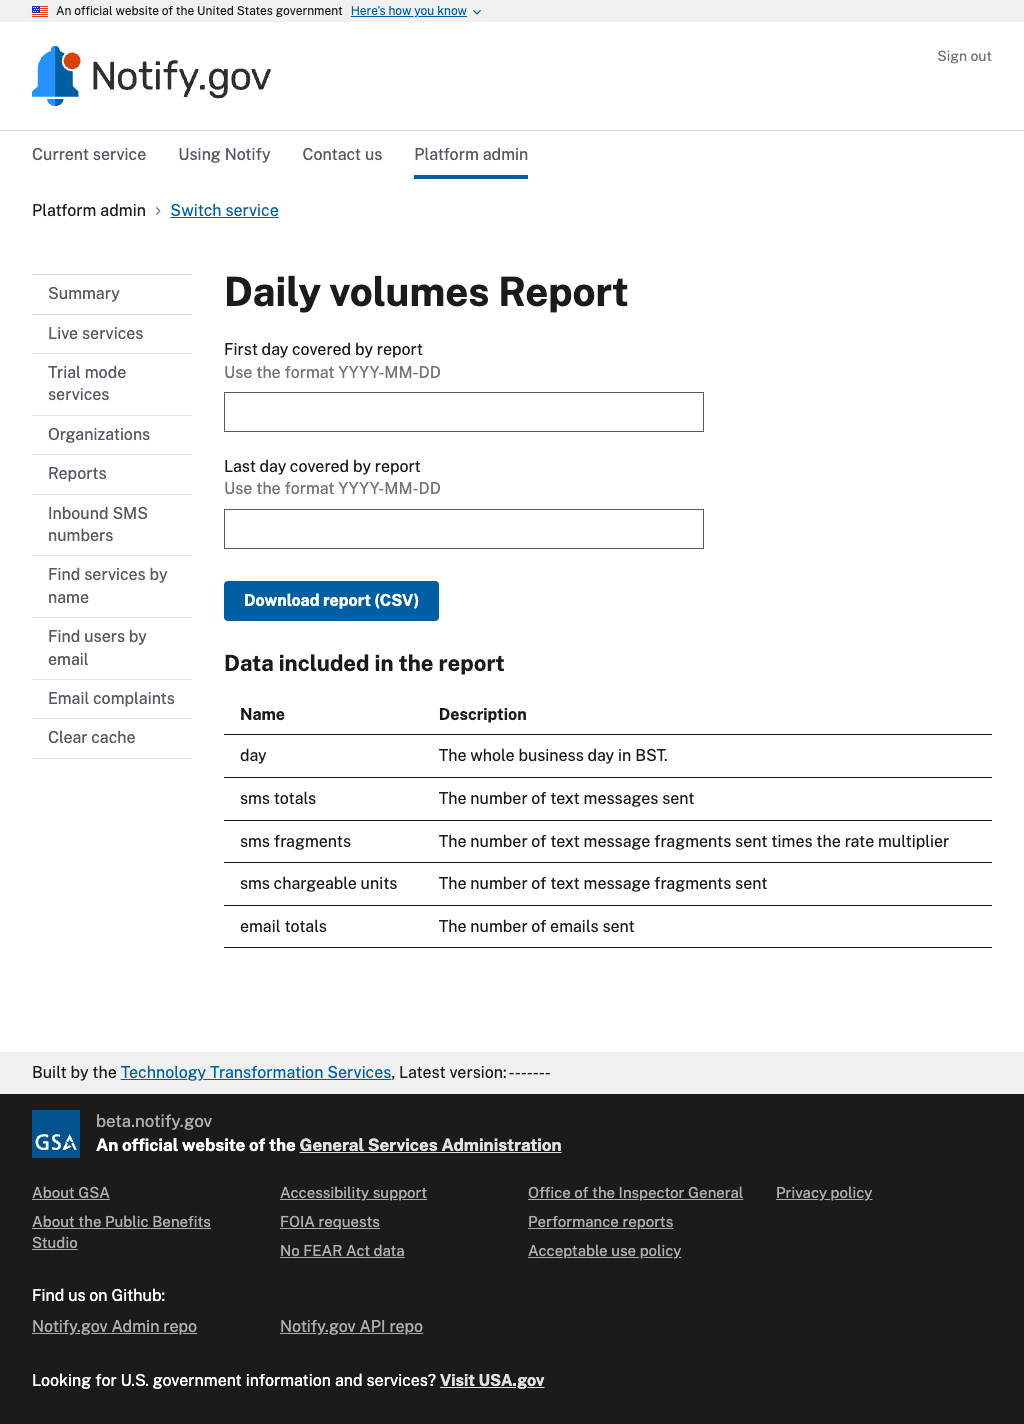 An official website of the United States government Here's how you know
Notify.gov
Sign out
Current service Using Notify Contact us Platform admin
Platform admin Switch service
Summary
Live services
Trial mode
services
Organizations
Reports
Inbound SMS
numbers
Find services by
name
Find users by
email
Email complaints
Clear cache
Daily volumes Report
First day covered by report
Use the format YYYY-MM-DD
Last day covered by report
Use the format YYYY-MM-DD
Download report (CSV)
Data included in the report
Name Description
day The whole business day in BST.
sms totals The number of text messages sent
sms fragments The number of text message fragments sent times the rate multiplier
sms chargeable units The number of text message fragments sent
email totals The number of emails sent
Built by the Technology Transformation Services, Latest version:-------
GSA
beta.notify.gov
An official website of the General Services Administration
About GSA
About the Public Benefits
Studio
Accessibility support
FOIA requests
No FEAR Act data
Office of the Inspector General
Performance reports
Acceptable use policy
Privacy policy
Find us on Github:
Notify.gov Admin repo Notify.gov API repo
Looking for U.S. government information and services? Visit USA.gov